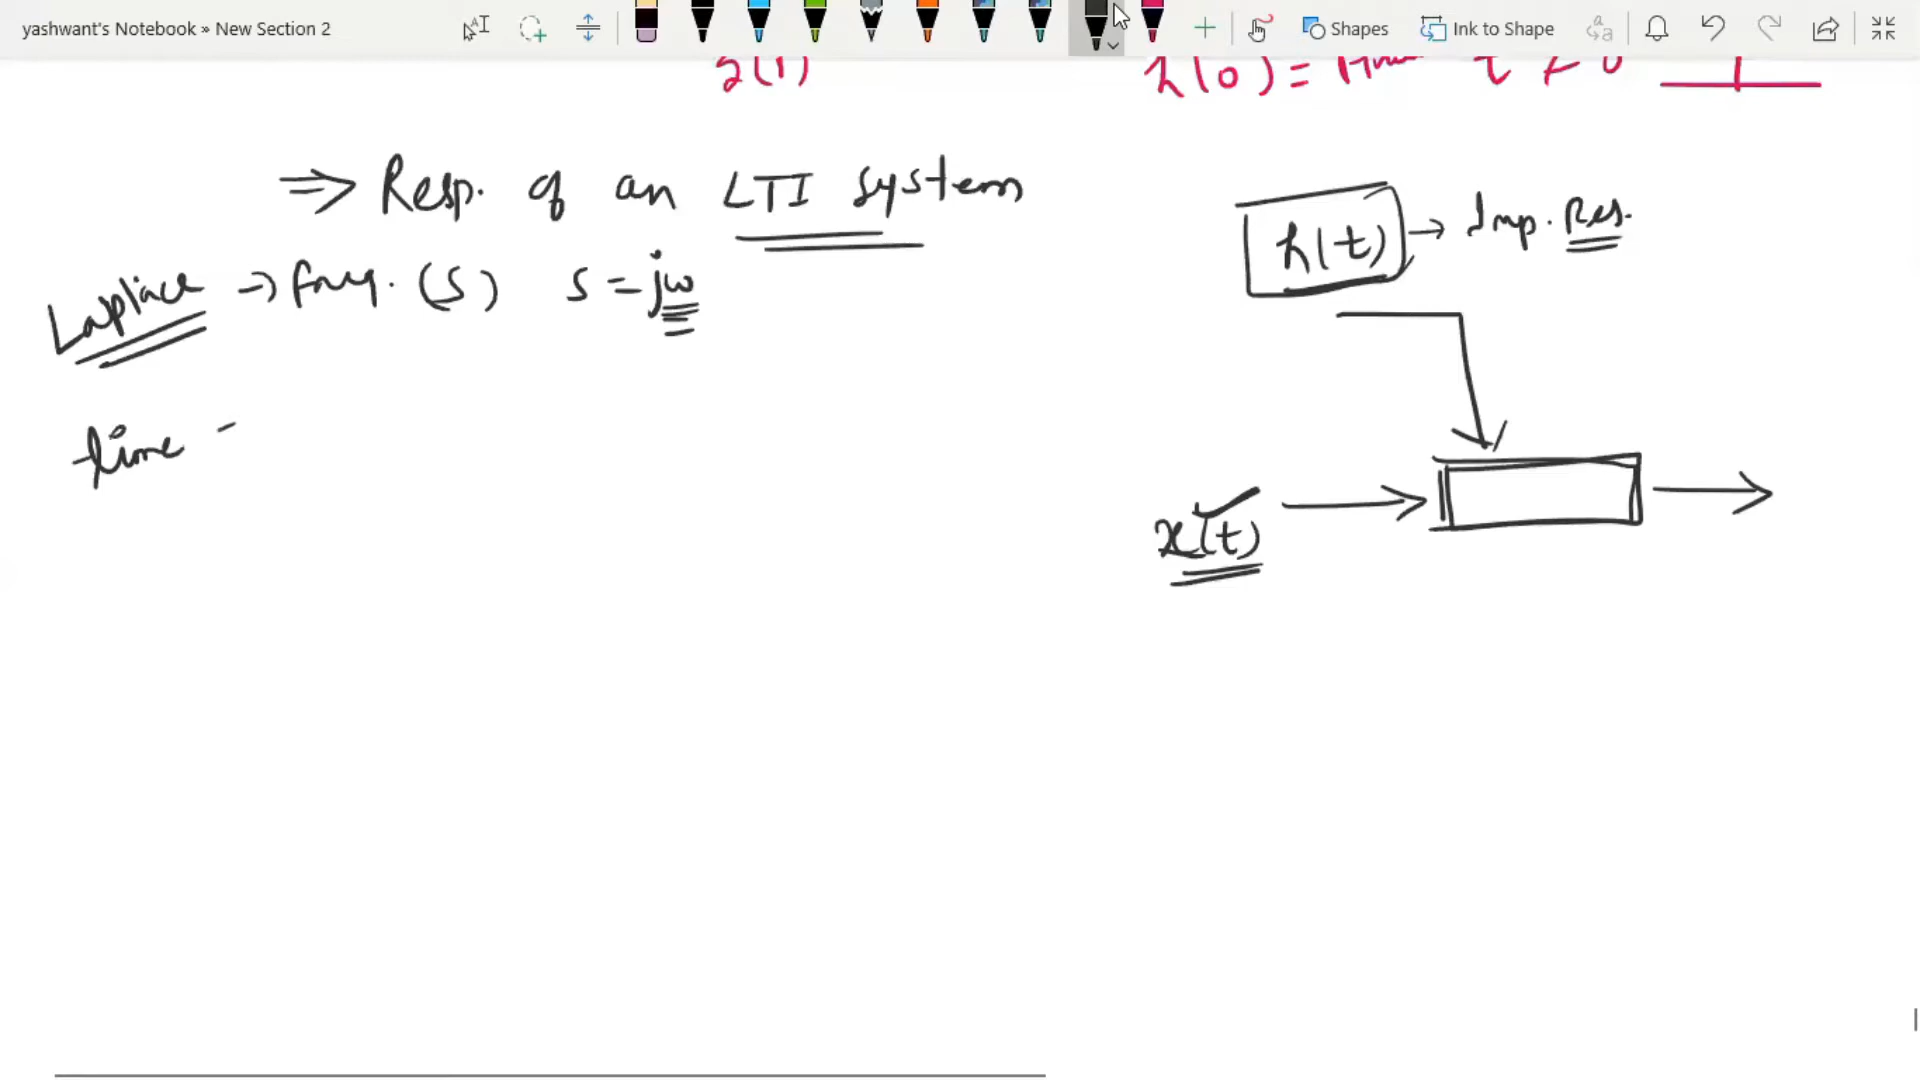 yashwant's Notebook » New Section 2
Shapes
Ink to Shape
h(0) =
⇒ Resp. of an LTI system
Laplace → freq. (S) S = jω
time -
h(t) → Imp. Res.
x(t)